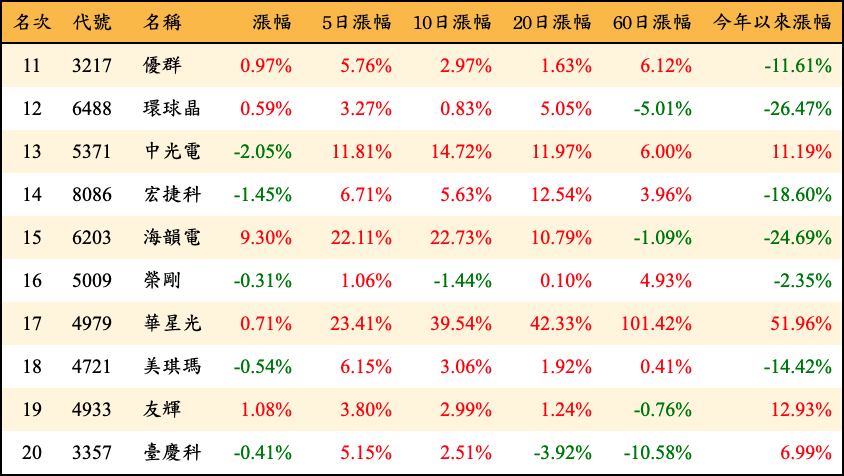 名次 代號 名稱 漲幅 5日漲幅 10日漲幅 20日漲幅 60日漲幅 今年以來漲幅
11 3217 優群 0.97% 5.76% 2.97% 1.63% 6.12% -11.61%
12 6488 環球晶 0.59% 3.27% 0.83% 5.05% -5.01% -26.47%
13 5371 中光電 -2.05% 11.81% 14.72% 11.97% 6.00% 11.19%
14 8086 宏捷科 -1.45% 6.71% 5.63% 12.54% 3.96% -18.60%
15 6203 海韻電 9.30% 22.11% 22.73% 10.79% -1.09% -24.69%
16 5009 榮剛 -0.31% 1.06% -1.44% 0.10% 4.93% -2.35%
17 4979 華星光 0.71% 23.41% 39.54% 42.33% 101.42% 51.96%
18 4721 美琪瑪 -0.54% 6.15% 3.06% 1.92% 0.41% -14.42%
19 4933 友輝 1.08% 3.80% 2.99% 1.24% -0.76% 12.93%
20 3357 臺慶科 -0.41% 5.15% 2.51% -3.92% -10.58% 6.99%